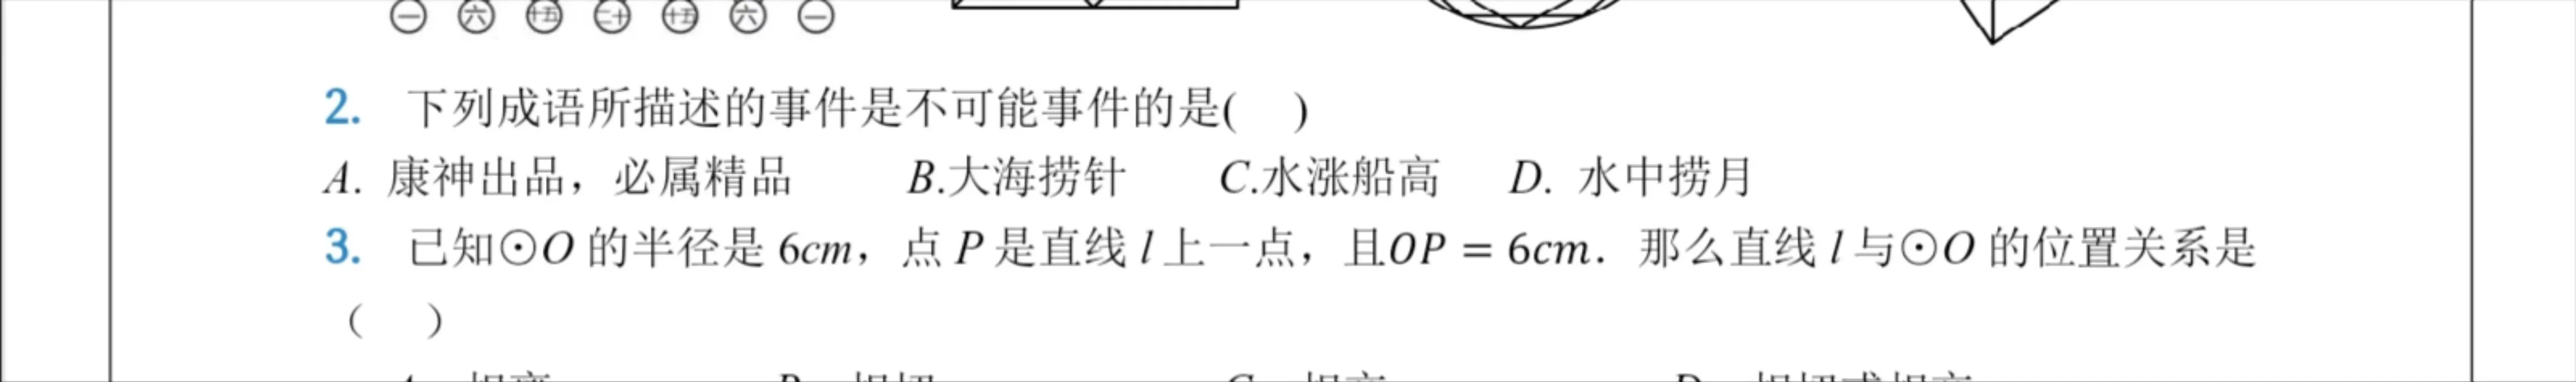 ㊀ ㊅ 十五 二十 十五 ㊅ ㊀
2. 下列成语所描述的事件是不可能事件的是( )
A. 康神出品，必属精品 B.大海捞针 C.水涨船高 D. 水中捞月
3. 已知⊙O 的半径是 6cm，点 P 是直线 l 上一点，且OP = 6cm．那么直线 l 与⊙O 的位置关系是
（ ）